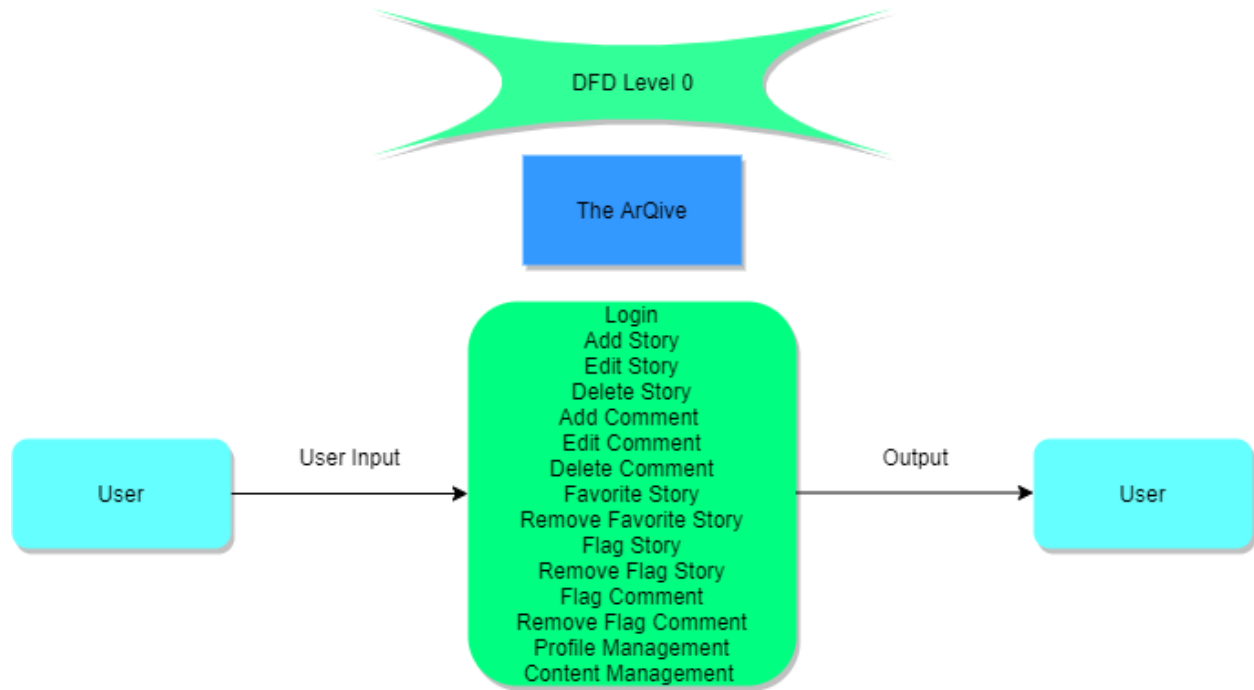 DFD Level 0
The ArQive
Login
Add Story
Edit Story
Delete Story
Add Comment
Edit Comment
Delete Comment
Favorite Story
Remove Favorite Story
Flag Story
Remove Flag Story
Flag Comment
Remove Flag Comment
Profile Management
Content Management
User
User Input
Output
User